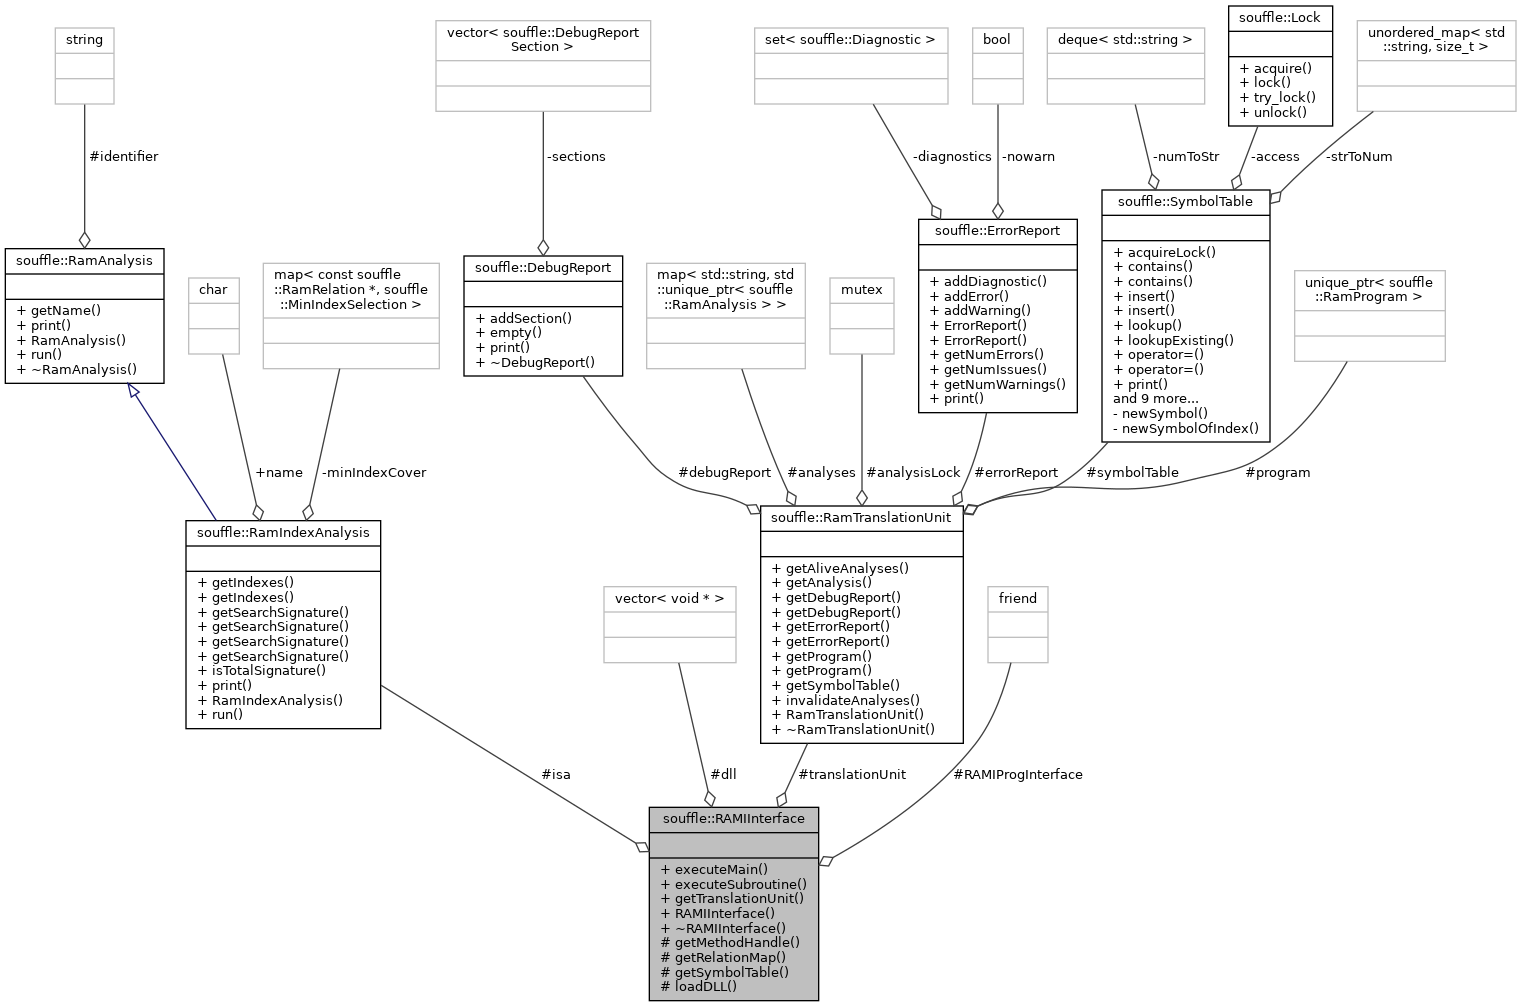 string
vector< souffle::DebugReport
Section >
set< souffle::Diagnostic >
bool
deque< std::string >
souffle::Lock
+ acquire()
+ lock()
+ try_lock()
+ unlock()
unordered_map< std
::string, size_t >
#identifier
-sections
-diagnostics
-nowarn
-numToStr
-access
-strToNum
souffle::RamAnalysis
+ getName()
+ print()
+ RamAnalysis()
+ run()
+ ~RamAnalysis()
char
map< const souffle
::RamRelation *, souffle
::MinIndexSelection >
souffle::DebugReport
+ addSection()
+ empty()
+ print()
+ ~DebugReport()
map< std::string, std
::unique_ptr< souffle
::RamAnalysis > >
mutex
souffle::ErrorReport
+ addDiagnostic()
+ addError()
+ addWarning()
+ ErrorReport()
+ ErrorReport()
+ getNumErrors()
+ getNumIssues()
+ getNumWarnings()
+ print()
souffle::SymbolTable
+ acquireLock()
+ contains()
+ contains()
+ insert()
+ insert()
+ lookup()
+ lookupExisting()
+ operator=()
+ operator=()
+ print()
and 9 more...
- newSymbol()
- newSymbolOfIndex()
unique_ptr< souffle
::RamProgram >
+name
-minIndexCover
#debugReport
#analyses
#analysisLock
#errorReport
#symbolTable
#program
souffle::RamIndexAnalysis
+ getIndexes()
+ getIndexes()
+ getSearchSignature()
+ getSearchSignature()
+ getSearchSignature()
+ getSearchSignature()
+ isTotalSignature()
+ print()
+ RamIndexAnalysis()
+ run()
vector< void * >
souffle::RamTranslationUnit
+ getAliveAnalyses()
+ getAnalysis()
+ getDebugReport()
+ getDebugReport()
+ getErrorReport()
+ getErrorReport()
+ getProgram()
+ getProgram()
+ getSymbolTable()
+ invalidateAnalyses()
+ RamTranslationUnit()
+ ~RamTranslationUnit()
friend
#isa
#dll
#translationUnit
#RAMIProgInterface
souffle::RAMIInterface
+ executeMain()
+ executeSubroutine()
+ getTranslationUnit()
+ RAMIInterface()
+ ~RAMIInterface()
# getMethodHandle()
# getRelationMap()
# getSymbolTable()
# loadDLL()